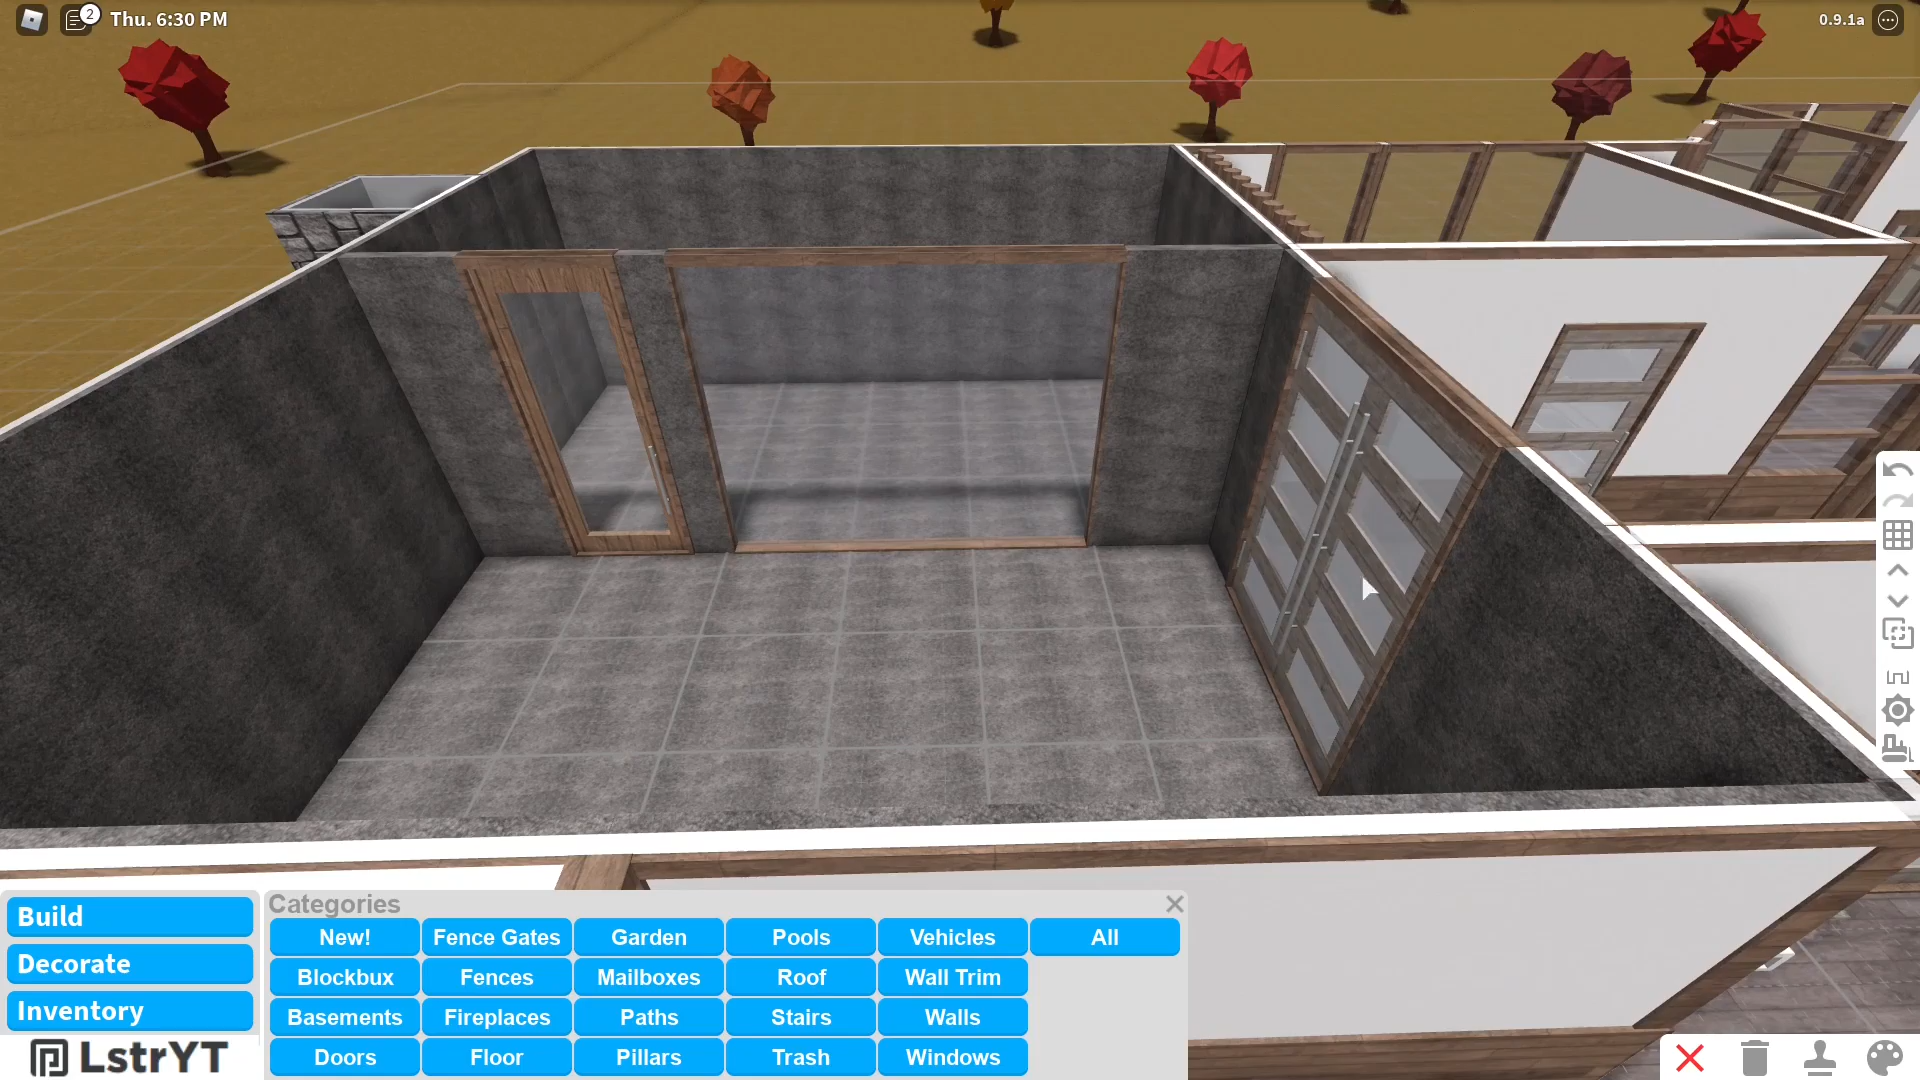 2
Thu. 6:30 PM
0.9.1a
Build
Decorate
Inventory
LstrYT
Categories
New! Fence Gates Garden Pools Vehicles All
Blockbux Fences Mailboxes Roof Wall Trim
Basements Fireplaces Paths Stairs Walls
Doors Floor Pillars Trash Windows